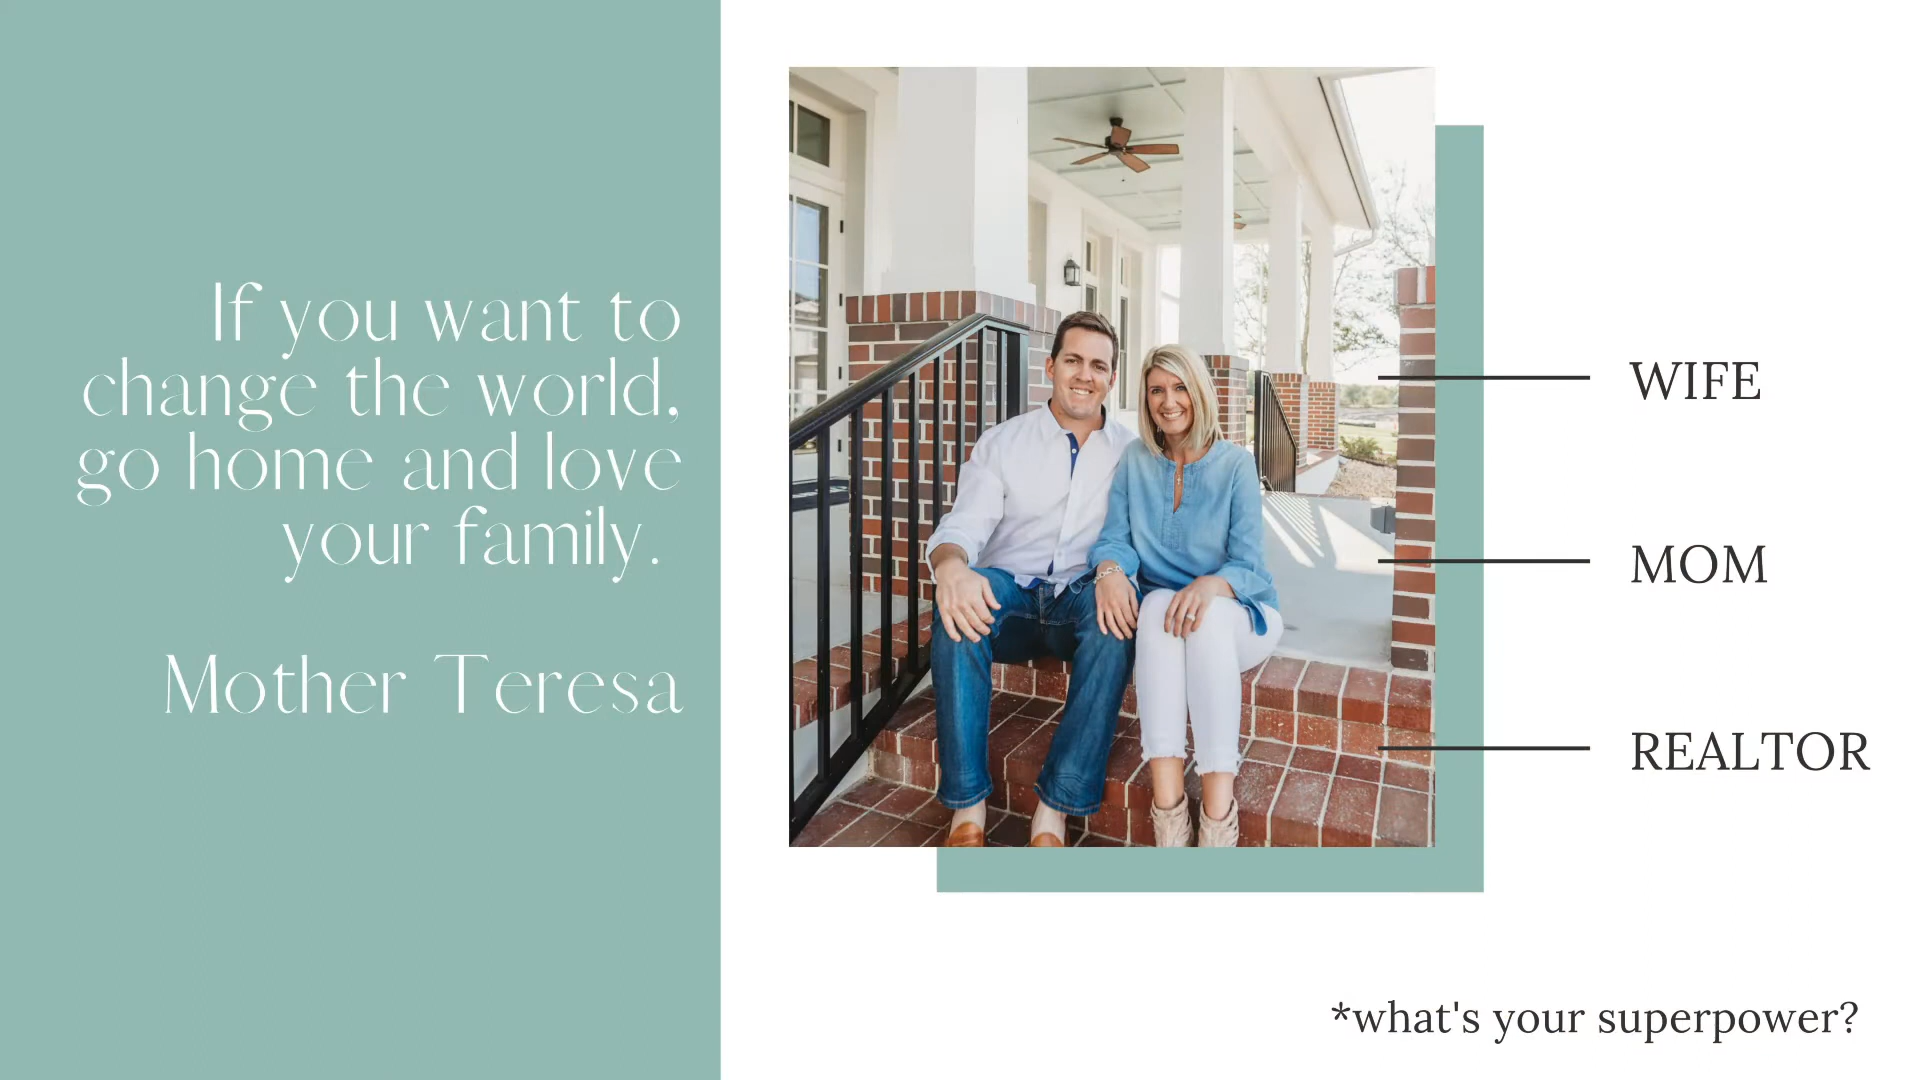 If you want to
change the world,
go home and love
your family.
Mother Teresa
WIFE
MOM
REALTOR
*what's your superpower?